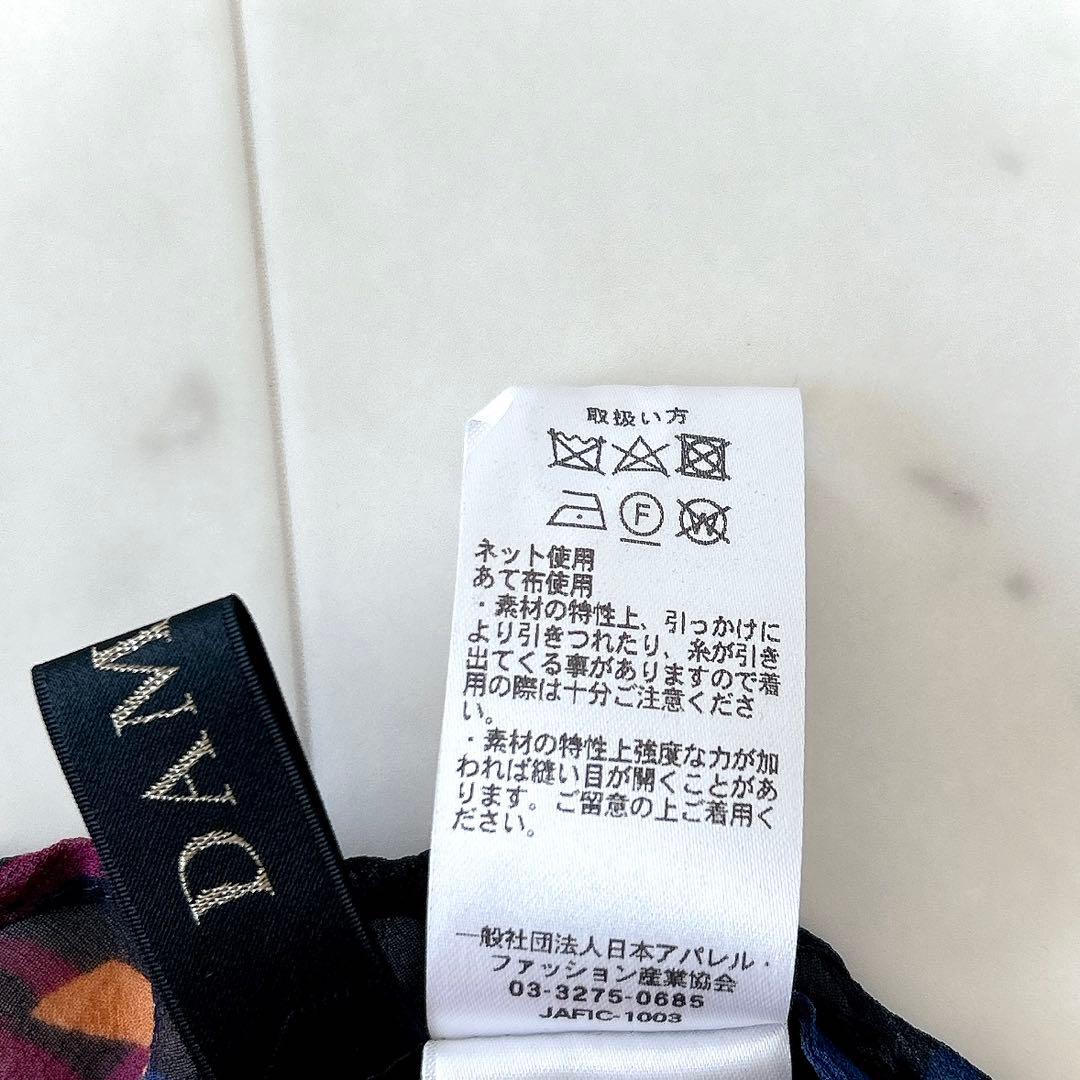 取扱い方
F W
ネット使用
あて布使用
・素材の特性上、引っかけに
より引きつれたり、糸が引き
出てくる事がありますので着
用の際は十分ご注意くださ
い。
・素材の特性上強度な力が加
われば縫い目が開くことがあ
ります。ご留意の上ご着用く
ださい。
一般社団法人日本アパレル・
ファッション産業協会
03-3275-0685
JAFIC-1003
DAM